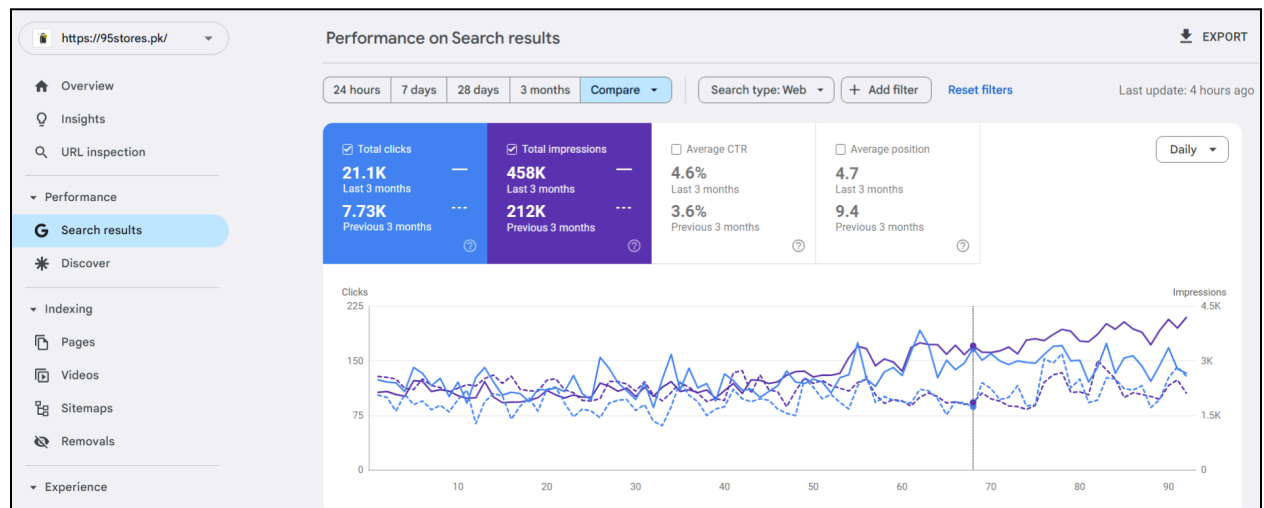 https://95stores.pk/
Performance on Search results
EXPORT
Overview
Insights
URL inspection
Performance
Search results
Discover
Indexing
Pages
Videos
Sitemaps
Removals
Experience
24 hours
7 days
28 days
3 months
Compare
Search type: Web
+ Add filter
Reset filters
Last update: 4 hours ago
Total clicks
21.1K
Last 3 months
7.73K
Previous 3 months
Total impressions
458K
Last 3 months
212K
Previous 3 months
Average CTR
4.6%
Last 3 months
3.6%
Previous 3 months
Average position
4.7
Last 3 months
9.4
Previous 3 months
Daily
Clicks
225
150
75
0
Impressions
4.5K
3K
1.5K
0
10
20
30
40
50
60
70
80
90